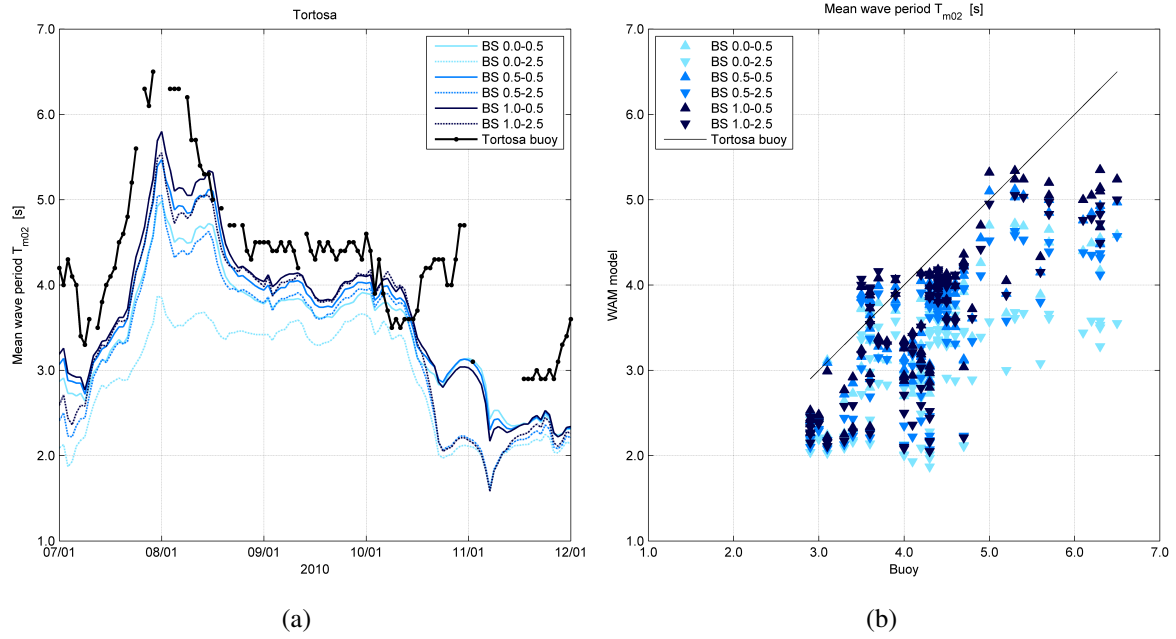 Tortosa
7.0
6.0
5.0
4.0
3.0
2.0
1.0
Mean wave period Tm02 [s]
07/01 08/01 09/01 10/01 11/01 12/01
2010
BS 0.0-0.5
BS 0.0-2.5
BS 0.5-0.5
BS 0.5-2.5
BS 1.0-0.5
BS 1.0-2.5
Tortosa buoy
(a)
Mean wave period Tm02 [s]
7.0
6.0
5.0
4.0
3.0
2.0
1.0
WAM model
1.0 2.0 3.0 4.0 5.0 6.0 7.0
Buoy
BS 0.0-0.5
BS 0.0-2.5
BS 0.5-0.5
BS 0.5-2.5
BS 1.0-0.5
BS 1.0-2.5
Tortosa buoy
(b)